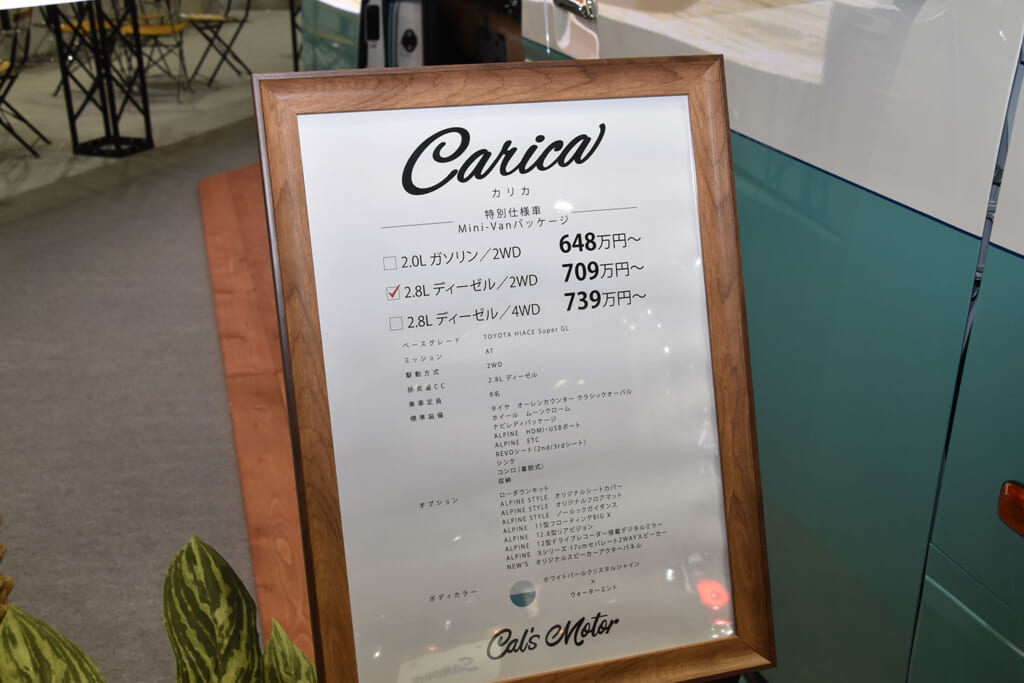 Carica
カリカ
特別仕様車
Mini-Vanパッケージ
2.0L ガソリン／2WD 648万円〜
2.8L ディーゼル／2WD 709万円〜
2.8L ディーゼル／4WD 739万円〜
ベースグレード TOYOTA HIACE Super GL
ミッション AT
駆動方式 2WD
排気量CC 2.8L ディーゼル
乗車定員 8名
標準装備 タイヤ オーレンカウンター クラシックオーバル
ホイール ムーンクローム
ナビレディパッケージ
ALPINE HDMI・USBポート
ALPINE ETC
REVOシート(2nd/3rdシート)
シンク
コンロ(着脱式)
収納
オプション ローダウンキット
ALPINE STYLE オリジナルシートカバー
ALPINE STYLE オリジナルフロアマット
ALPINE STYLE ノールックガイダンス
ALPINE 11型フローティングBIG X
ALPINE 12.8型リアビジョン
ALPINE 12型ドライブレコーダー搭載デジタルミラー
ALPINE Xシリーズ 17cmセパレート2WAYスピーカー
NEW'S オリジナルスピーカーアウターパネル
ボディカラー ホワイトパールクリスタルシャイン
×
ウォーターミント
Cal's Motor